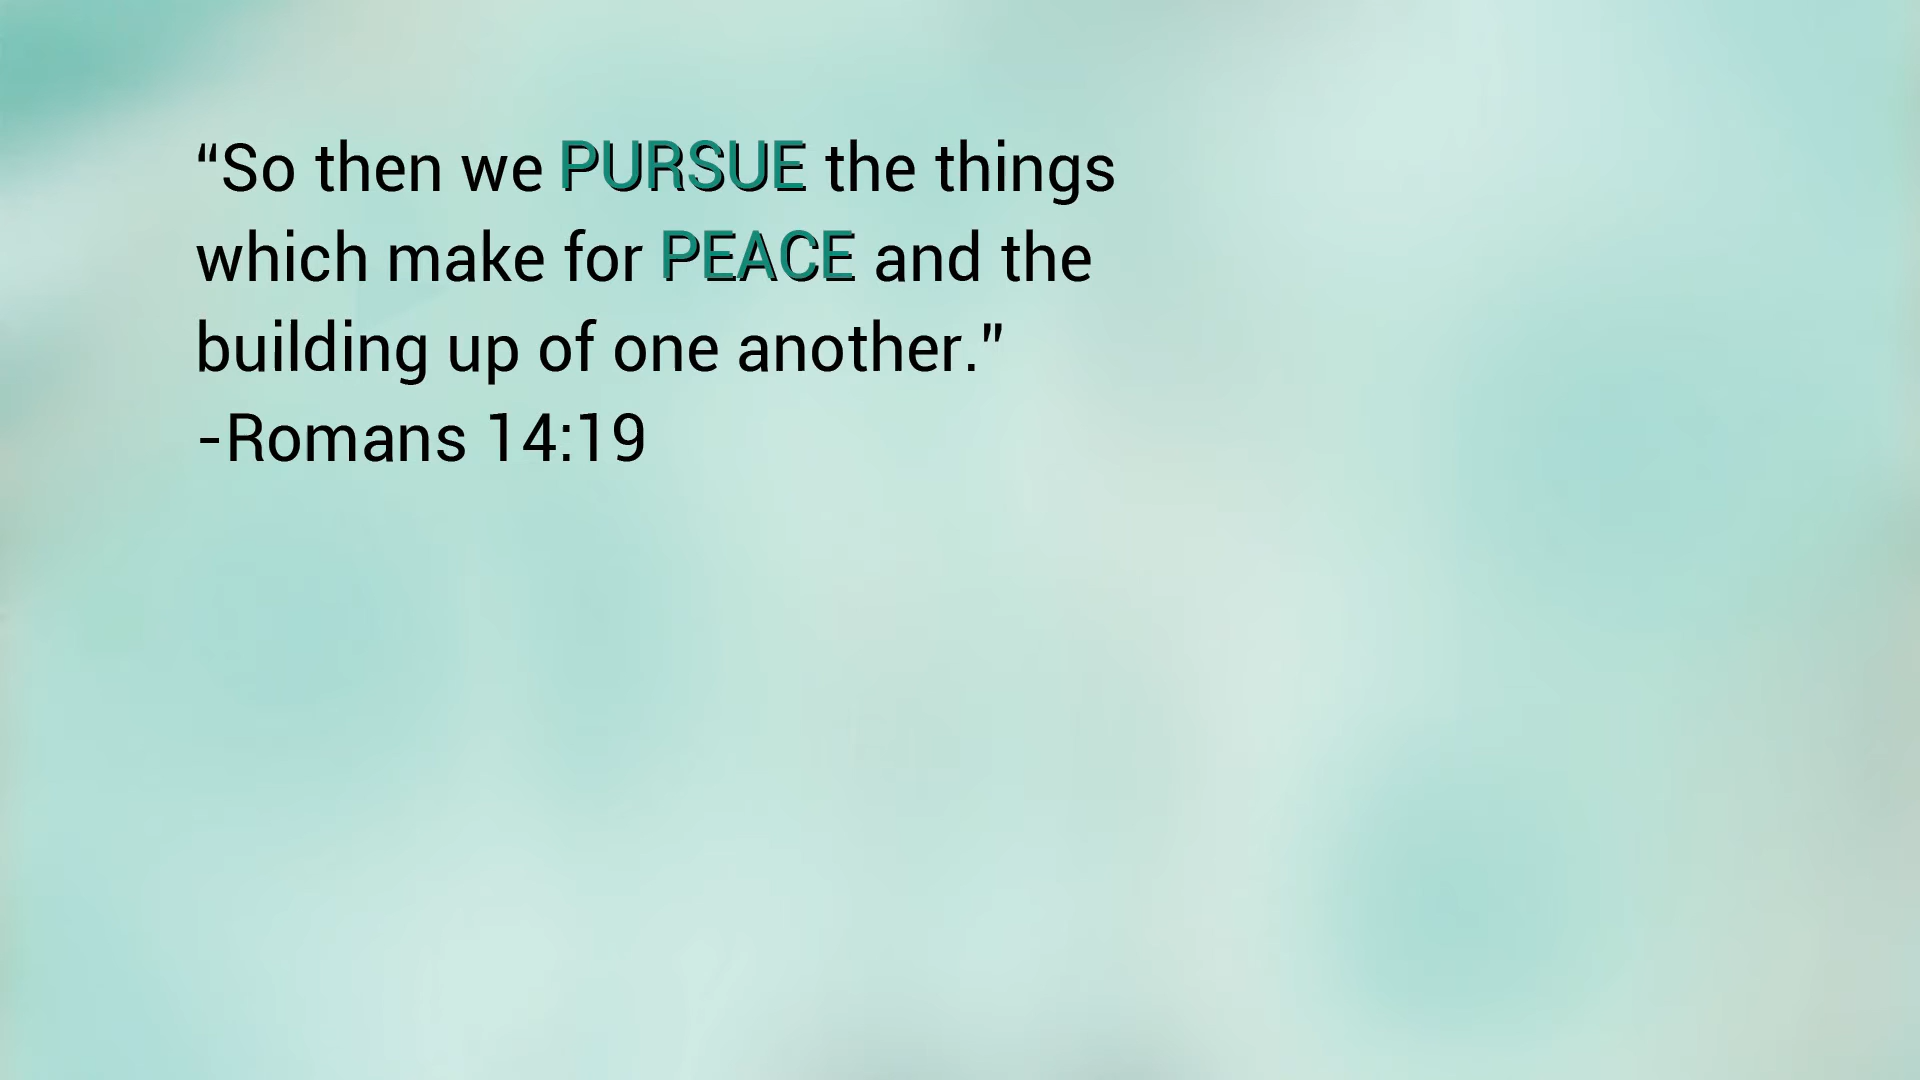 “So then we PURSUE the things
which make for PEACE and the
building up of one another.”
-Romans 14:19